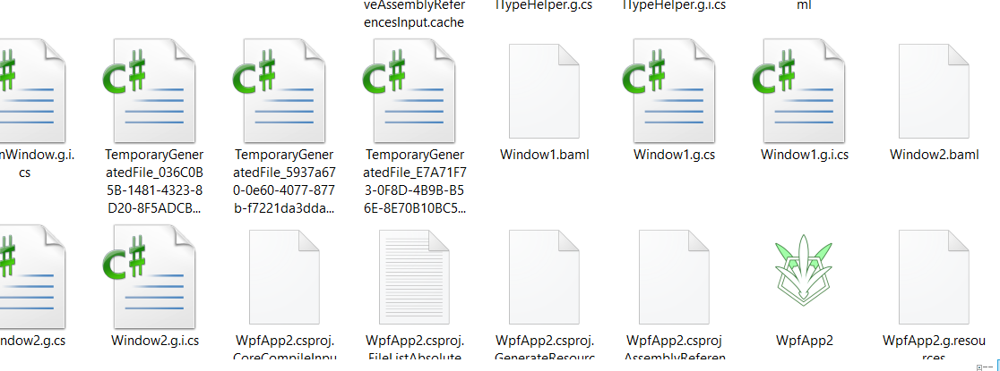 veAssemblyRefer
encesInput.cache
lTypeHelper.g.cs
lTypeHelper.g.i.cs
ml
nWindow.g.i.
cs
TemporaryGener
atedFile_036C0B
5B-1481-4323-8
D20-8F5ADCB...
TemporaryGener
atedFile_5937a67
0-0e60-4077-877
b-f7221da3dda...
TemporaryGener
atedFile_E7A71F7
3-0F8D-4B9B-B5
6E-8E70B10BC5...
Window1.baml
Window1.g.cs
Window1.g.i.cs
Window2.baml
ndow2.g.cs
Window2.g.i.cs
WpfApp2.csproj.
CoreCompileInpu
WpfApp2.csproj.
FileListAbsolute
WpfApp2.csproj.
GenerateResourc
WpfApp2.csproj
AssemblyReferen
WpfApp2
WpfApp2.g.resou
rces